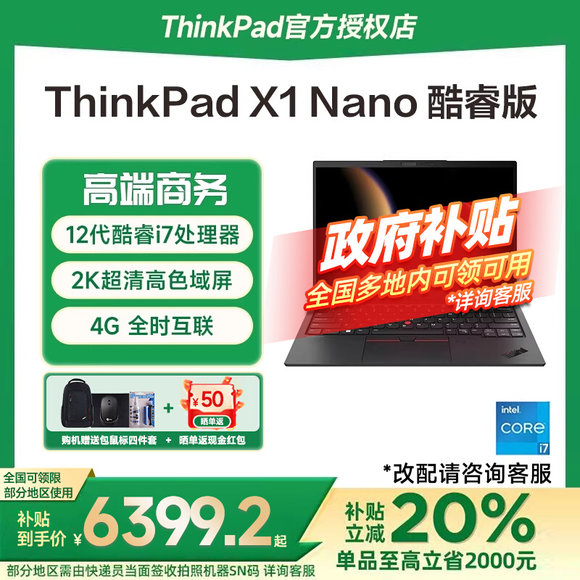 ThinkPad官方授权店
ThinkPad X1 Nano 酷睿版
高端商务
12代酷睿i7处理器
2K超清高色域屏
4G 全时互联
政府补贴
全国多地内可领可用
*详询客服
¥50
晒单返
购机赠送包鼠标四件套 + 晒单返现金红包
intel
CORE
i7
*改配请咨询客服
全国可领限
部分地区使用
补贴
到手价
¥6399.2起
补贴
立减
20%
单品至高立省2000元
部分地区需由快递员当面签收拍照机器SN码 详询客服